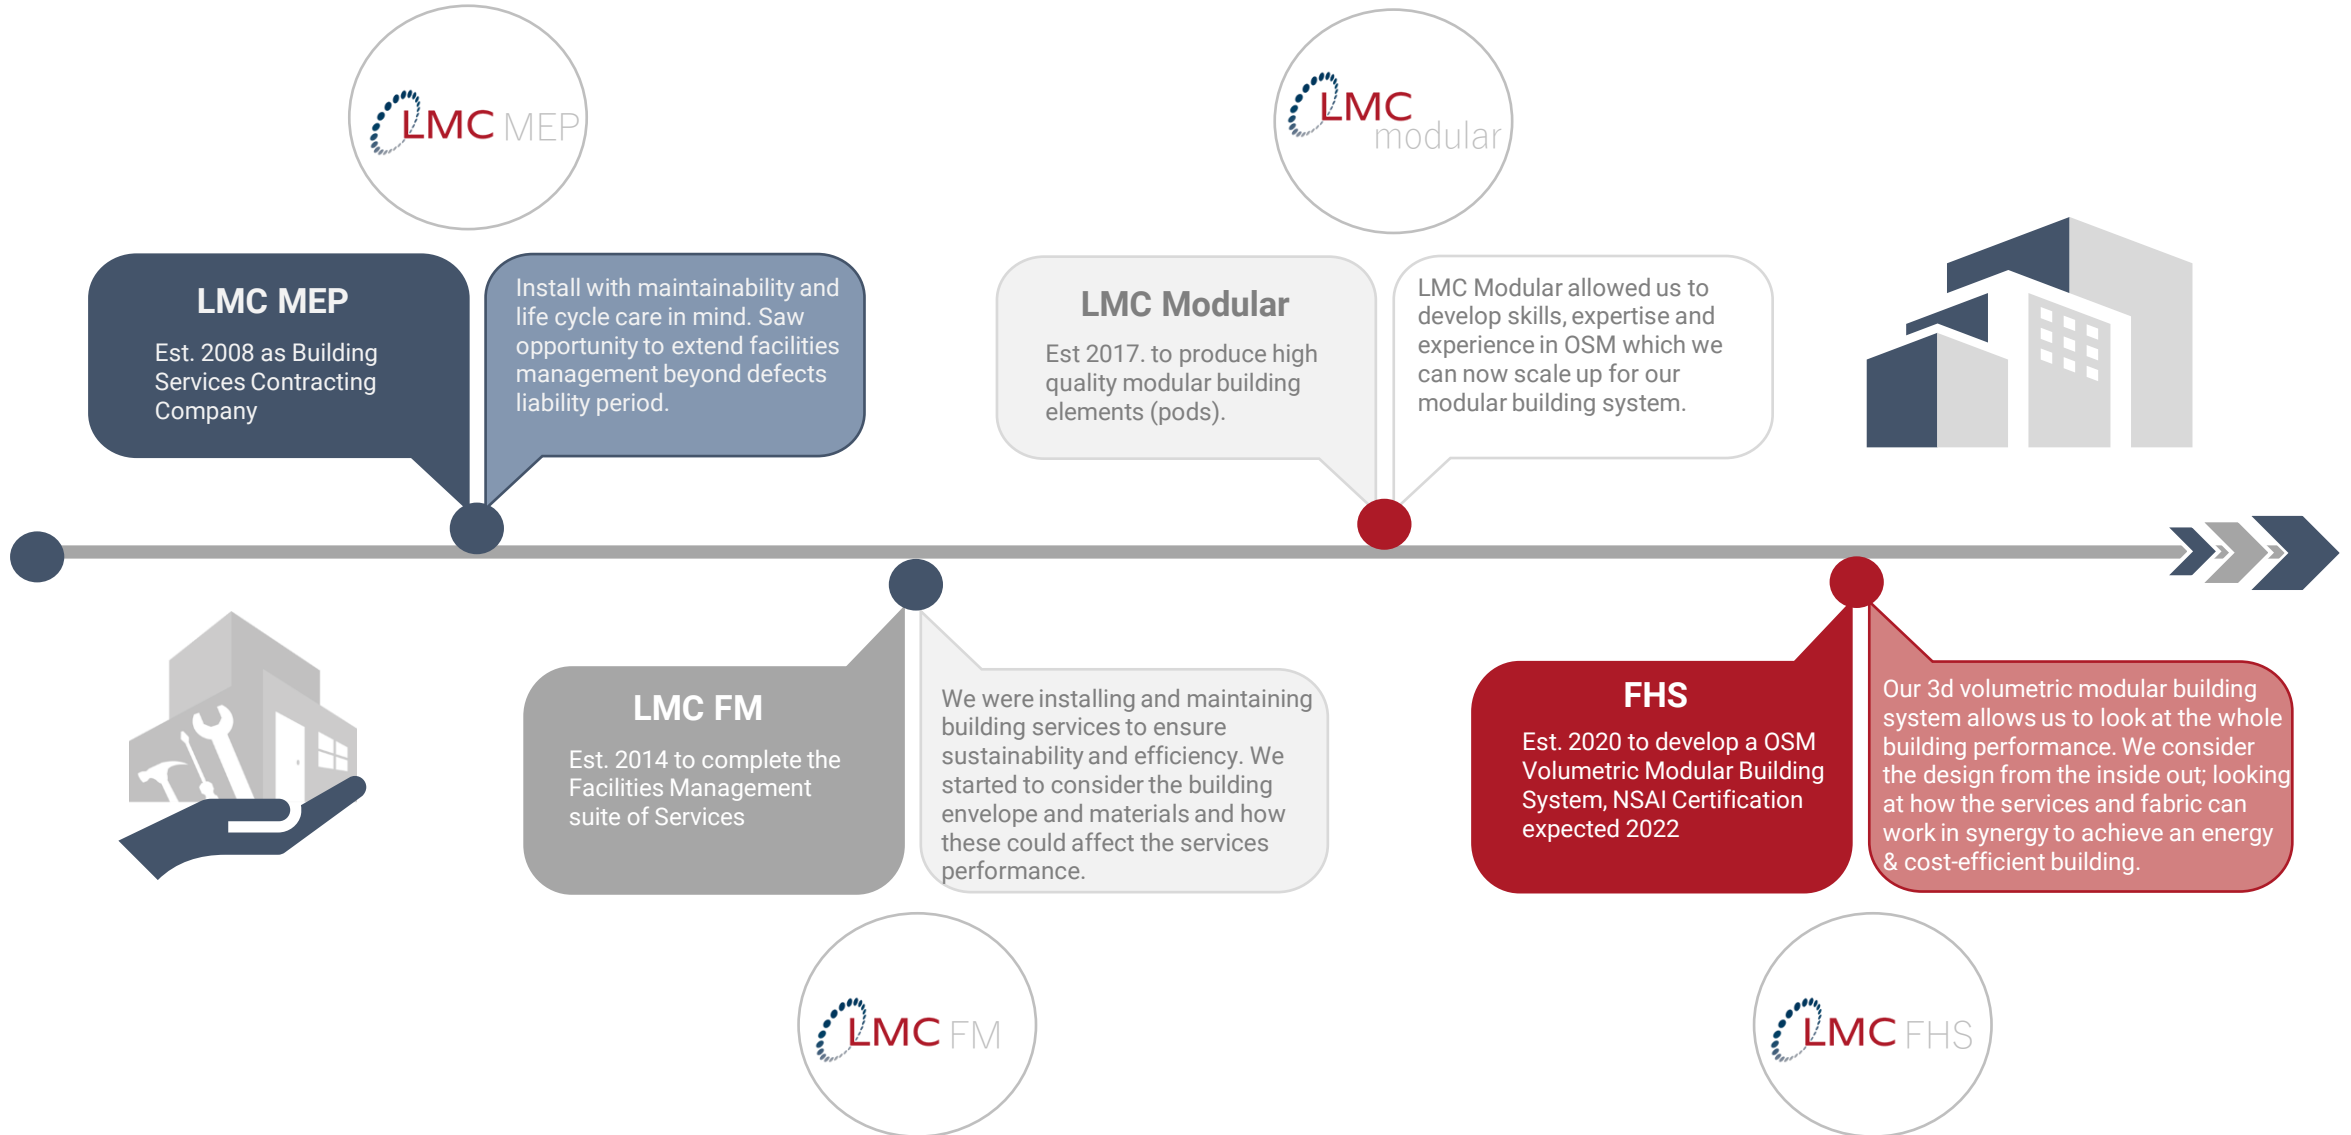 LMC MEP
LMC
modular
LMC MEP
Est. 2008 as Building
Services Contracting
Company
Install with maintainability and
life cycle care in mind. Saw
opportunity to extend facilities
management beyond defects
liability period.
LMC Modular
Est 2017. to produce high
quality modular building
elements (pods).
LMC Modular allowed us to
develop skills, expertise and
experience in OSM which we
can now scale up for our
modular building system.
LMC FM
Est. 2014 to complete the
Facilities Management
suite of Services
We were installing and maintaining
building services to ensure
sustainability and efficiency. We
started to consider the building
envelope and materials and how
these could affect the services
performance.
FHS
Est. 2020 to develop a OSM
Volumetric Modular Building
System, NSAI Certification
expected 2022
Our 3d volumetric modular building
system allows us to look at the whole
building performance. We consider
the design from the inside out; looking
at how the services and fabric can
work in synergy to achieve an energy
& cost-efficient building.
LMC FM
LMC FHS